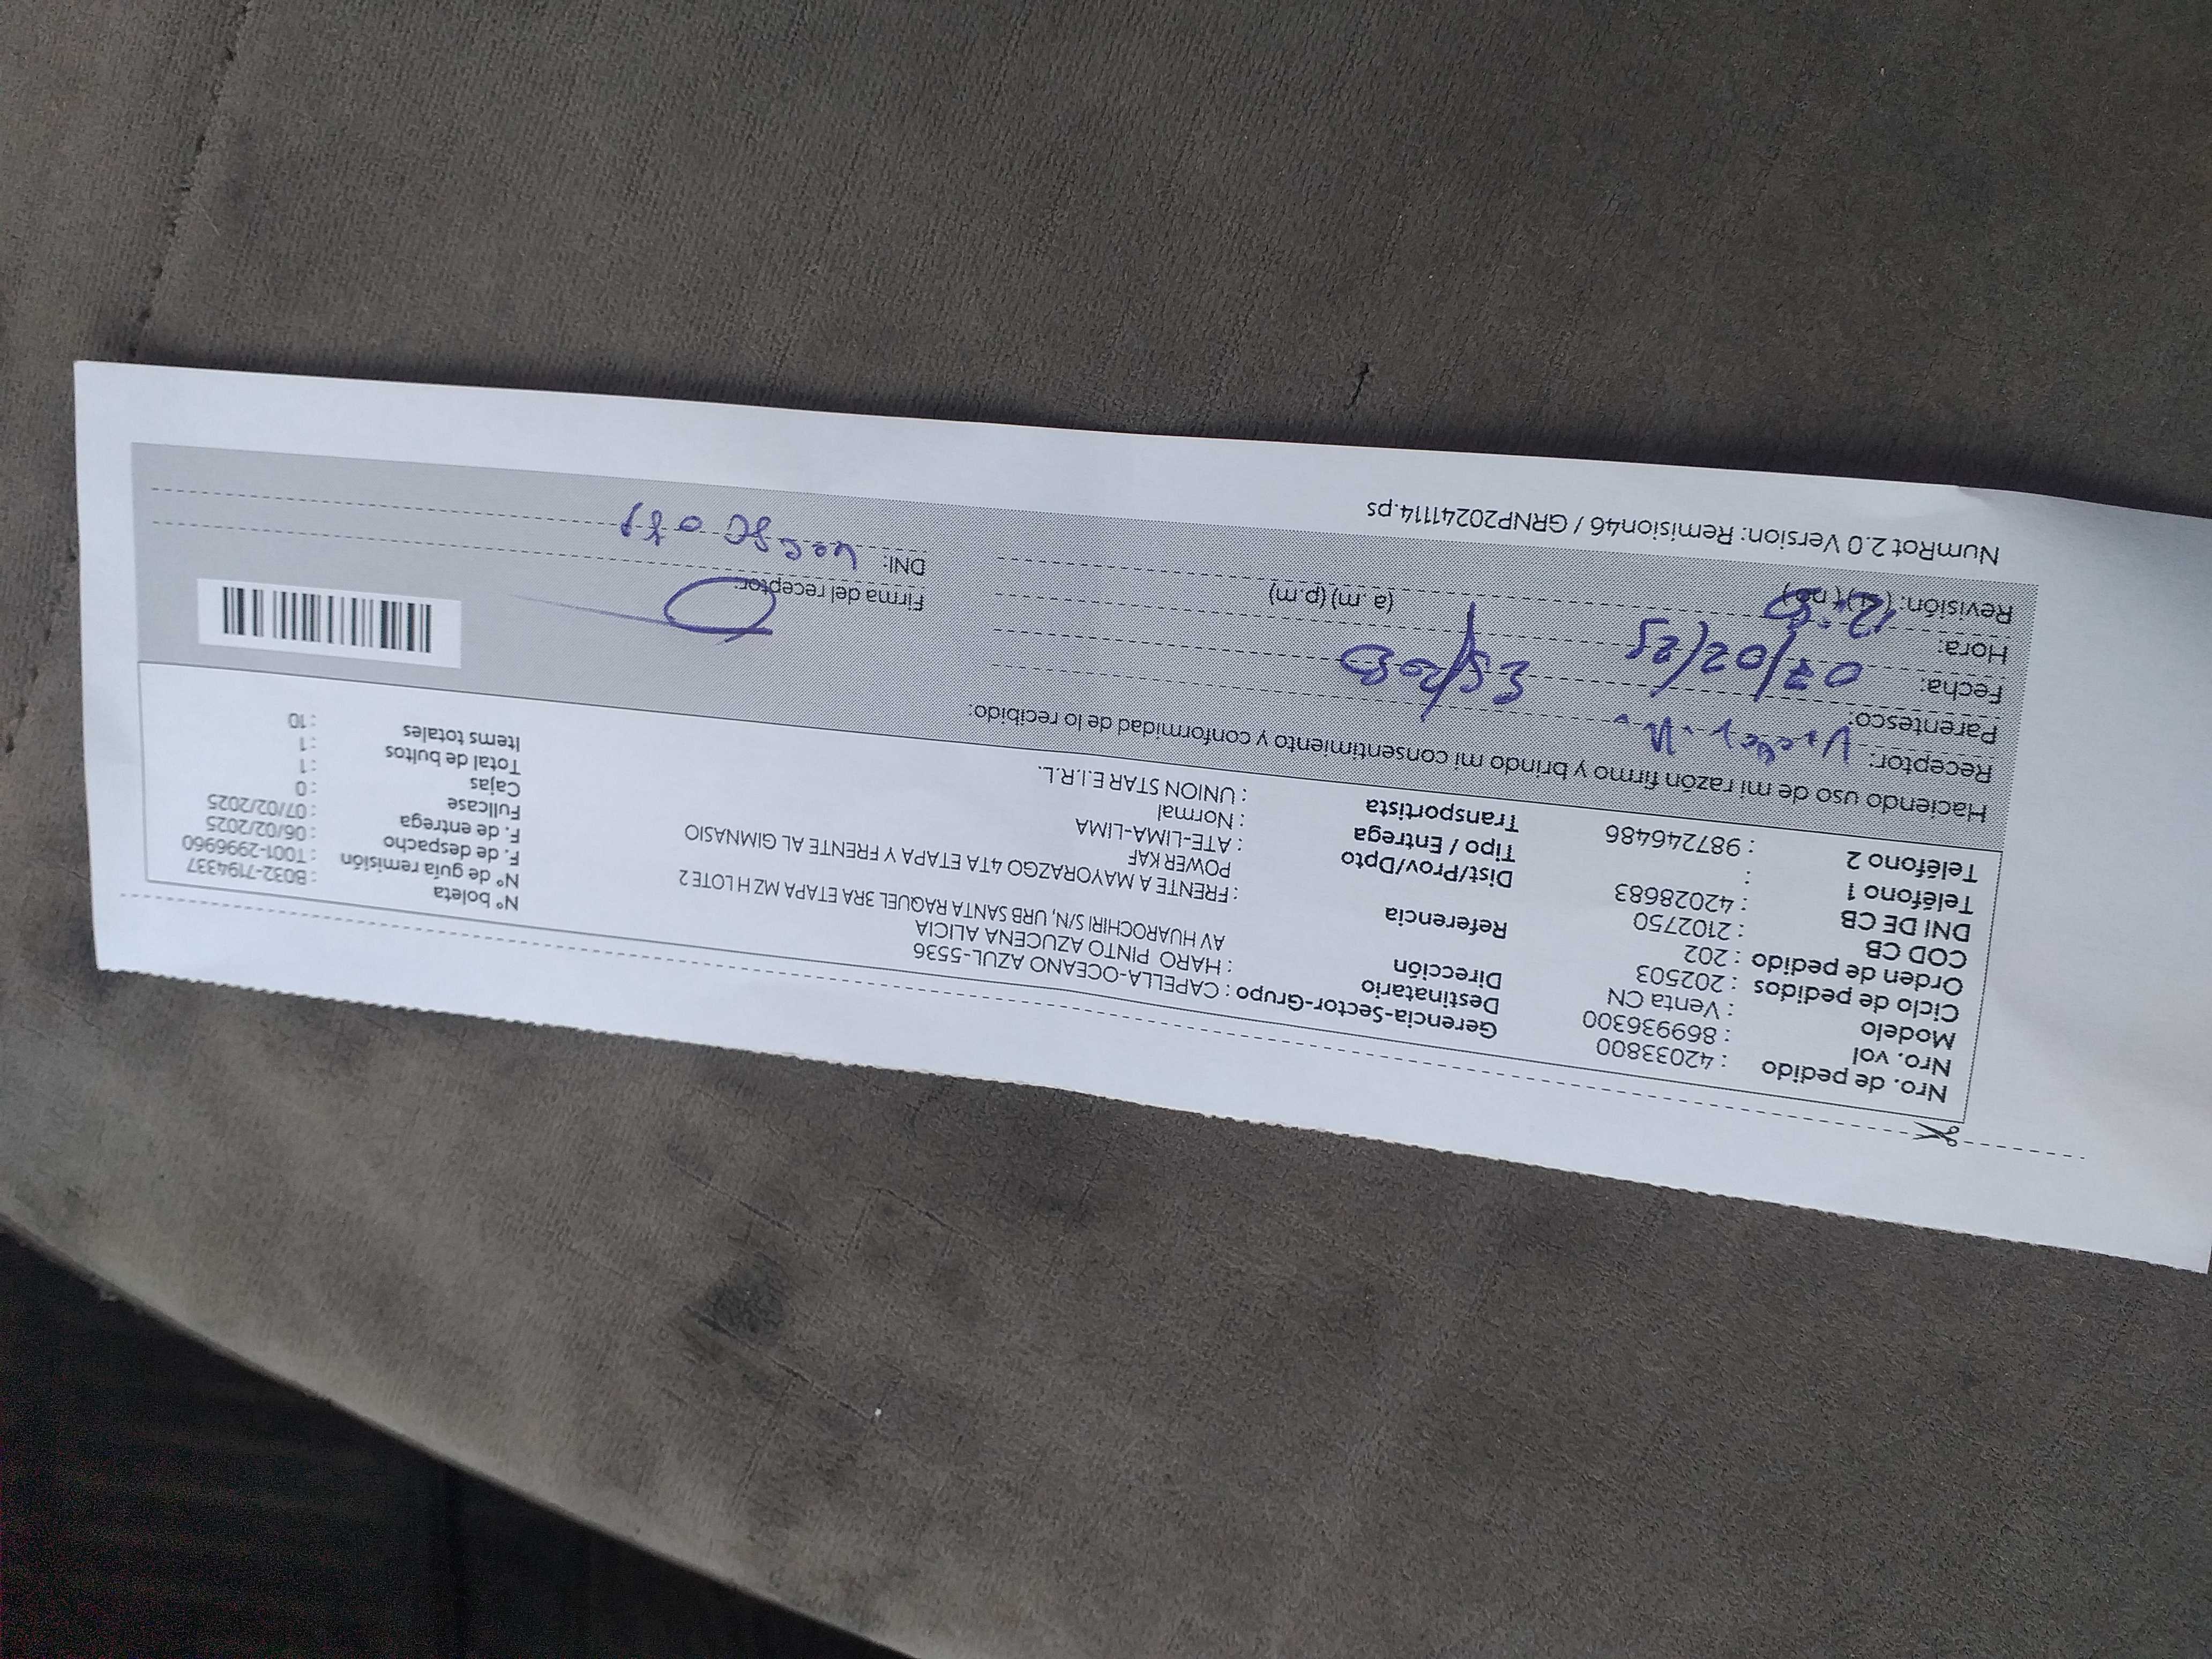 Nro. de pedido : 42033800
Nro. vol : 869936300
Modelo : Venta CN
Ciclo de pedidos : 202503
Orden de pedido : 202
COD CB : 2102750
DNI DE CB : 42028683
Teléfono 1 :
Teléfono 2 : 987246486
Gerencia-Sector-Grupo : CAPELLA-OCEANO AZUL-5536
Destinatario : HARO PINTO AZUCENA ALICIA
Dirección AV HUAROCHIRI S/N, URB SANTA RAQUEL 3RA ETAPA MZ H LOTE 2
Referencia : FRENTE A MAYORAZGO 4TA ETAPA Y FRENTE AL GIMNASIO
POWER KAF
Dist/Prov/Dpto : ATE-LIMA-LIMA
Tipo / Entrega : Normal
Transportista : UNION STAR E.I.R.L.
Nº boleta : B032-7194337
Nº de guía remisión : T001-2996960
F. de despacho : 06/02/2025
F. de entrega : 07/02/2025
Fullcase : 0
Cajas : 1
Total de bultos : 1
Items totales : 10
Haciendo uso de mi razón firmo y brindo mi consentimiento y conformidad de lo recibido:
Receptor:
Parentesco:
Fecha: 07/02/25
Hora: (a.m) (p.m)
Revisión: (si) (no)
Firma del receptor:
DNI:
NumRot 2.0 Version: Remision46 / GRNP20241114.ps